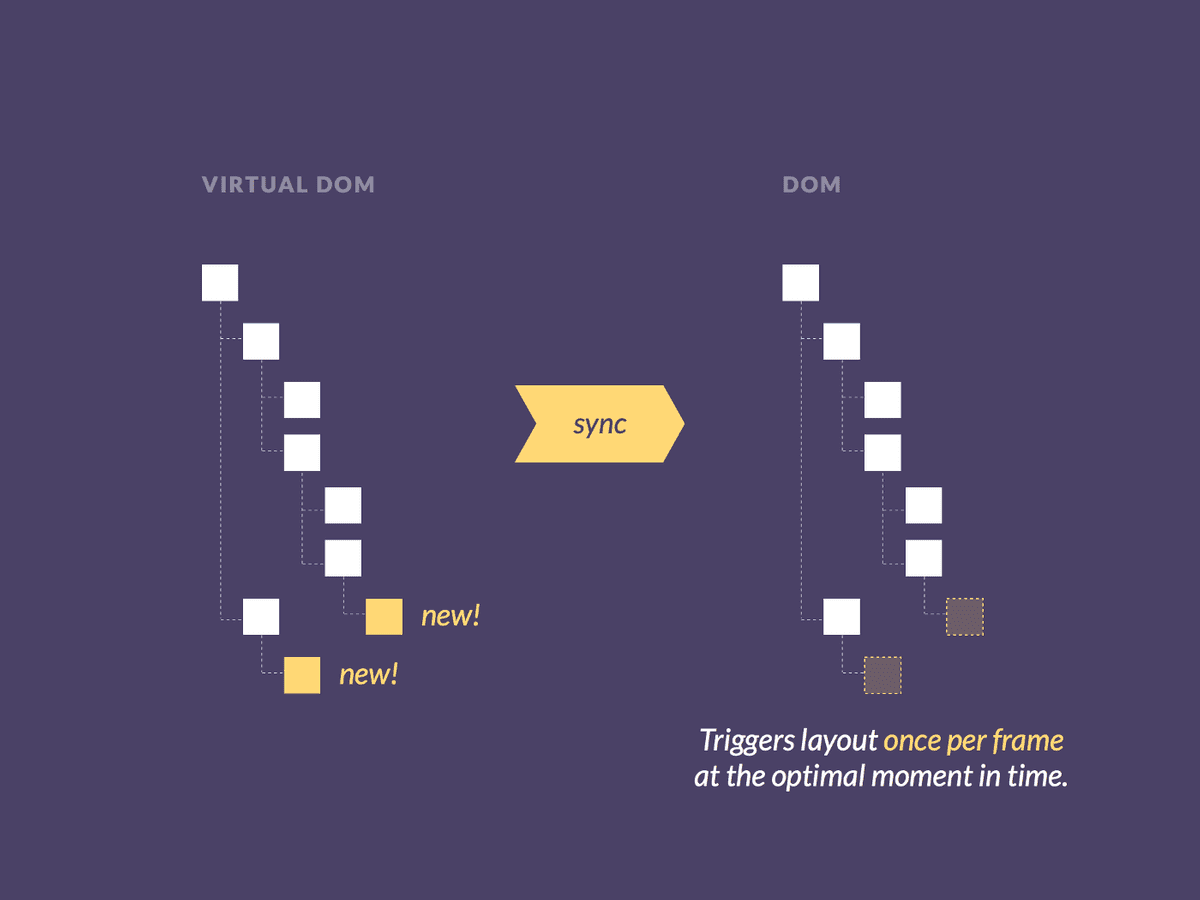 VIRTUAL DOM
DOM
sync
new!
new!
Triggers layout once per frame
at the optimal moment in time.